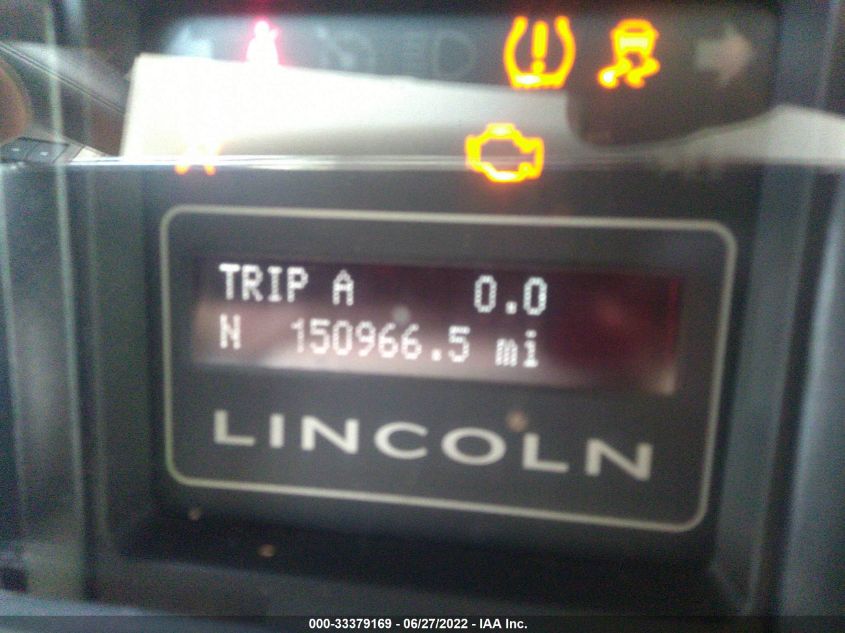 TRIP A 0.0
N 150966.5 mi
LINCOLN
000-33379169 - 06/27/2022 - IAA Inc.